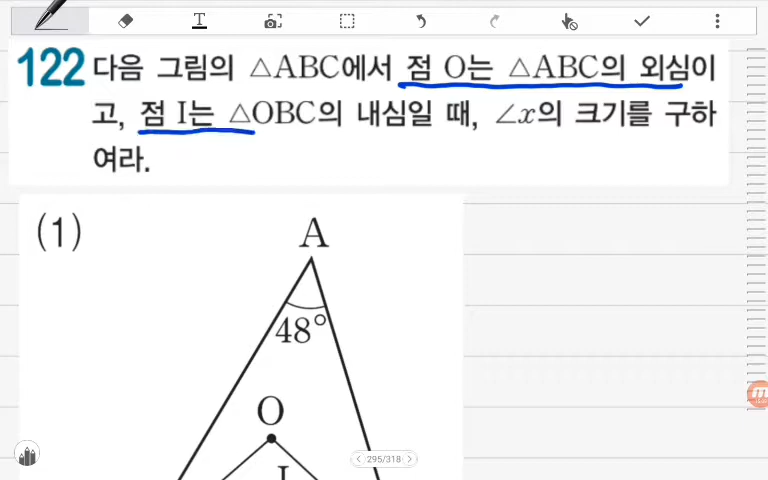 T
122 다음 그림의 △ABC에서 점 O는 △ABC의 외심이
고, 점 I는 △OBC의 내심일 때, ∠x의 크기를 구하
여라.
(1)
A
48°
O
I
295/318